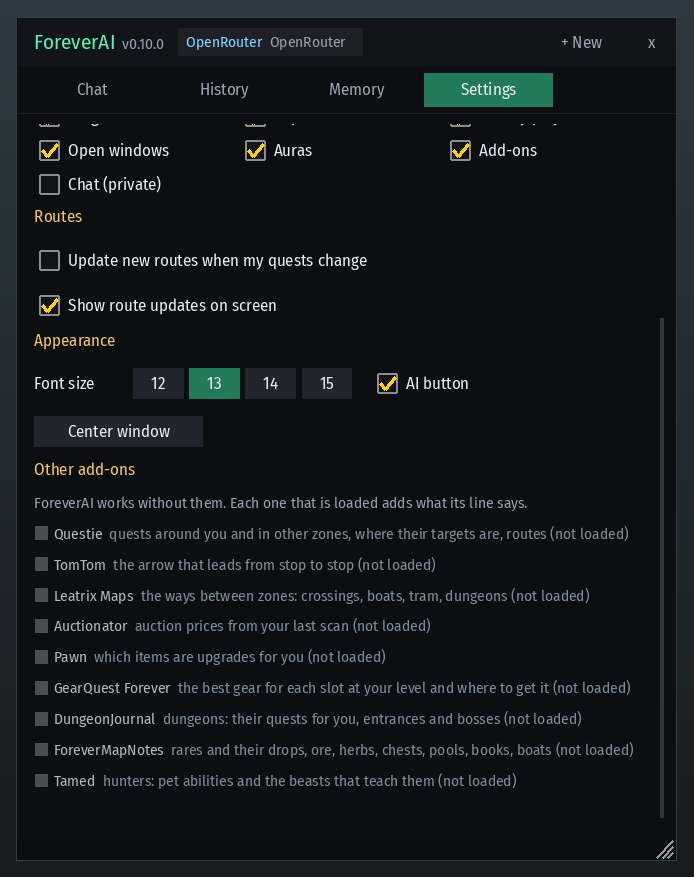 ForeverAI v0.10.0 OpenRouter OpenRouter + New x
Chat History Memory Settings
Open windows Auras Add-ons
Chat (private)
Routes
Update new routes when my quests change
Show route updates on screen
Appearance
Font size 12 13 14 15 AI button
Center window
Other add-ons
ForeverAI works without them. Each one that is loaded adds what its line says.
Questie quests around you and in other zones, where their targets are, routes (not loaded)
TomTom the arrow that leads from stop to stop (not loaded)
Leatrix Maps the ways between zones: crossings, boats, tram, dungeons (not loaded)
Auctionator auction prices from your last scan (not loaded)
Pawn which items are upgrades for you (not loaded)
GearQuest Forever the best gear for each slot at your level and where to get it (not loaded)
DungeonJournal dungeons: their quests for you, entrances and bosses (not loaded)
ForeverMapNotes rares and their drops, ore, herbs, chests, pools, books, boats (not loaded)
Tamed hunters: pet abilities and the beasts that teach them (not loaded)